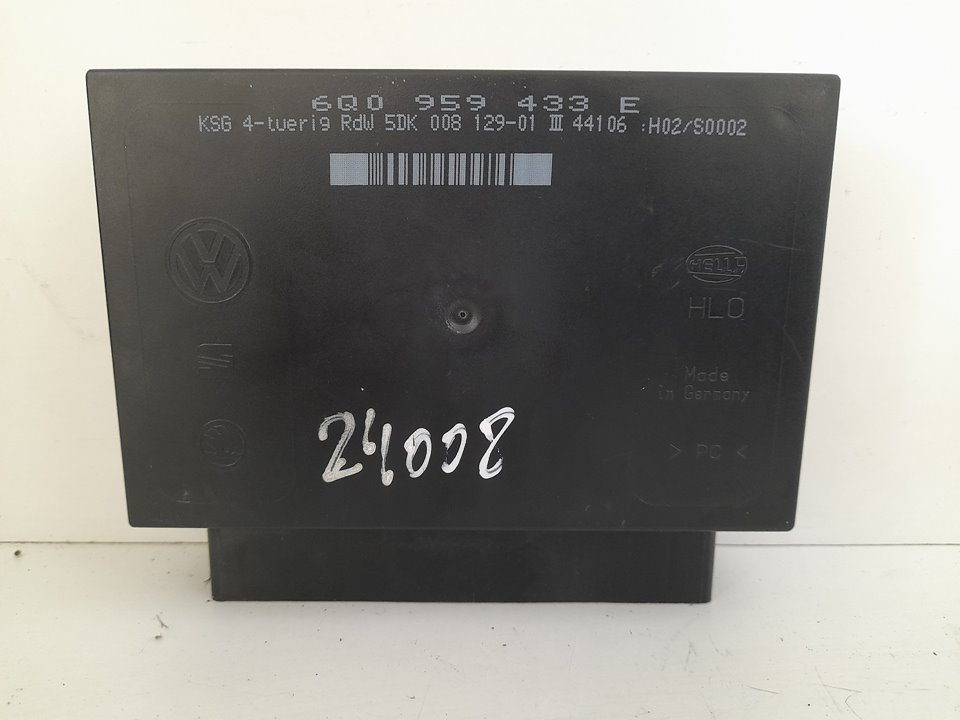 6Q0 959 433 E
KSG 4-tuerig RdW 5DK 008 129-01 III 44106 :H02/S0002
VW
HELLA
HLO
Made
in Germany
24008
> PC <